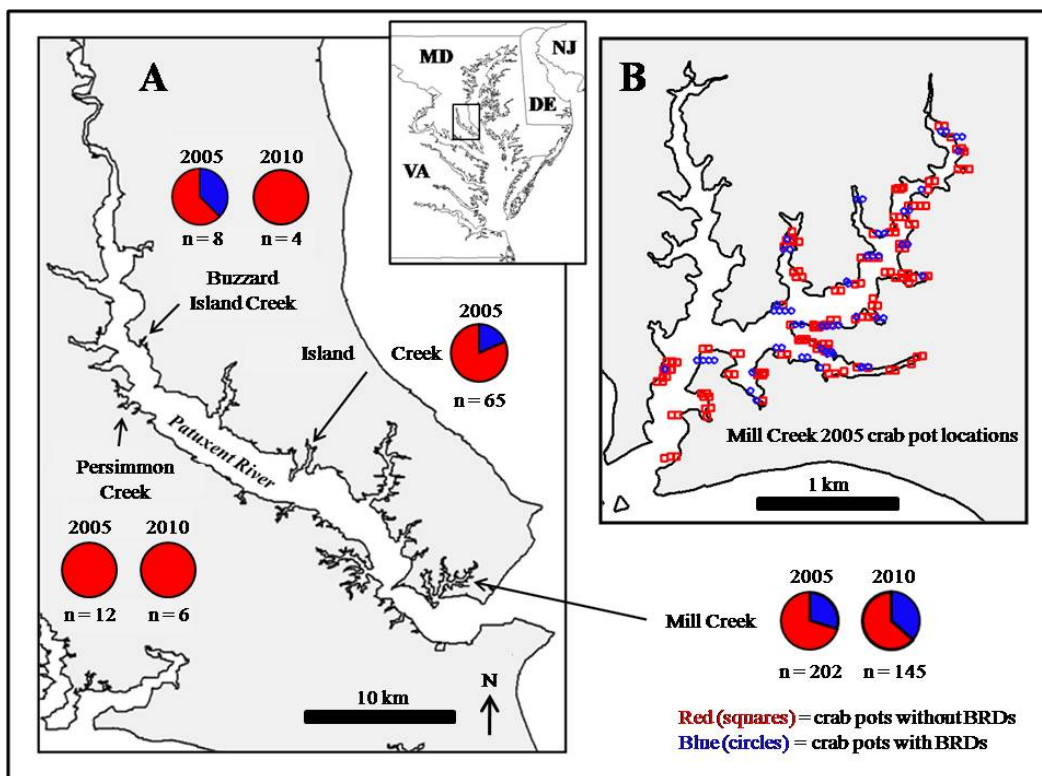 A
2005 2010
n = 8 n = 4
Buzzard
Island Creek
Island Creek
2005
n = 65
Persimmon
Creek
Patuxent River
2005 2010
n = 12 n = 6
10 km
N
MD
NJ
DE
VA
B
Mill Creek 2005 crab pot locations
1 km
Mill Creek
2005 2010
n = 202 n = 145
Red (squares) = crab pots without BRDs
Blue (circles) = crab pots with BRDs